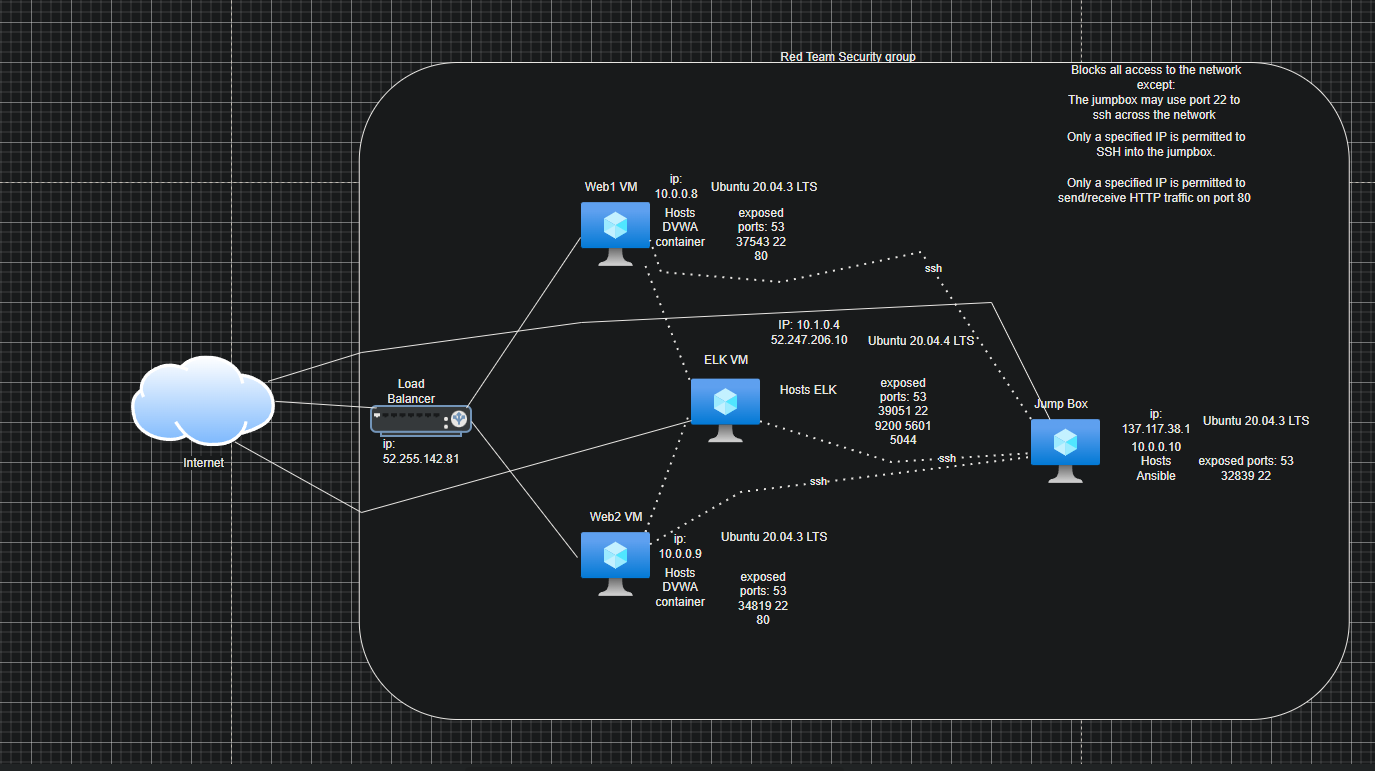 Red Team Security group
Blocks all access to the network
except:
The jumpbox may use port 22 to
ssh across the network
Only a specified IP is permitted to
SSH into the jumpbox.
Only a specified IP is permitted to
send/receive HTTP traffic on port 80
Web1 VM
ip:
10.0.0.8
Ubuntu 20.04.3 LTS
Hosts
DVWA
container
exposed
ports: 53
37543 22
80
ssh
IP: 10.1.0.4
52.247.206.10
Ubuntu 20.04.4 LTS
ELK VM
Hosts ELK
exposed
ports: 53
39051 22
9200 5601
5044
Load
Balancer
ip:
52.255.142.81
Internet
Jump Box
ip:
137.117.38.1
10.0.0.10
Hosts
Ansible
Ubuntu 20.04.3 LTS
exposed ports: 53
32839 22
ssh
ssh
Web2 VM
ip:
10.0.0.9
Ubuntu 20.04.3 LTS
Hosts
DVWA
container
exposed
ports: 53
34819 22
80